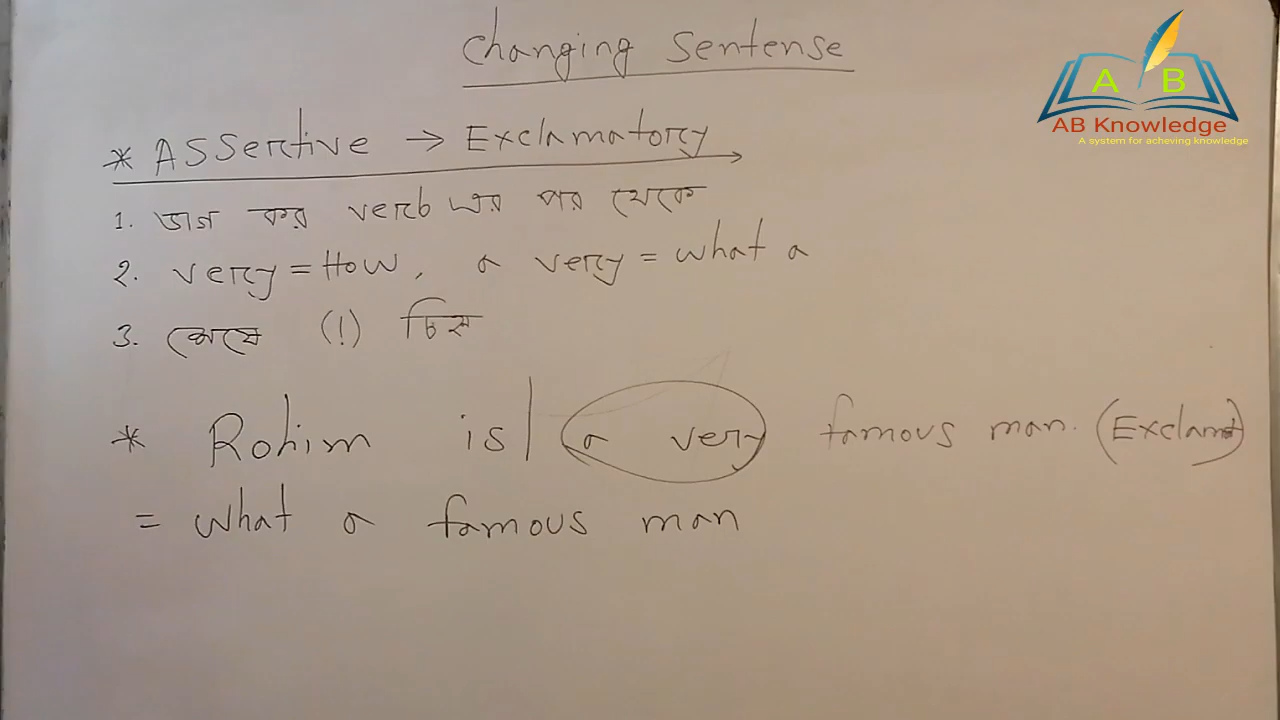 Changing Sentense
A B
AB Knowledge
A system for acheving knowledge
* Assertive → Exclamatory
1. ভাগ কর verb এর পর থেকে
2. very = How, a very = what a
3. শেষে (!) চিহ্ন
* Rohim is | a very famous man. (Exclamat)
= What a famous man